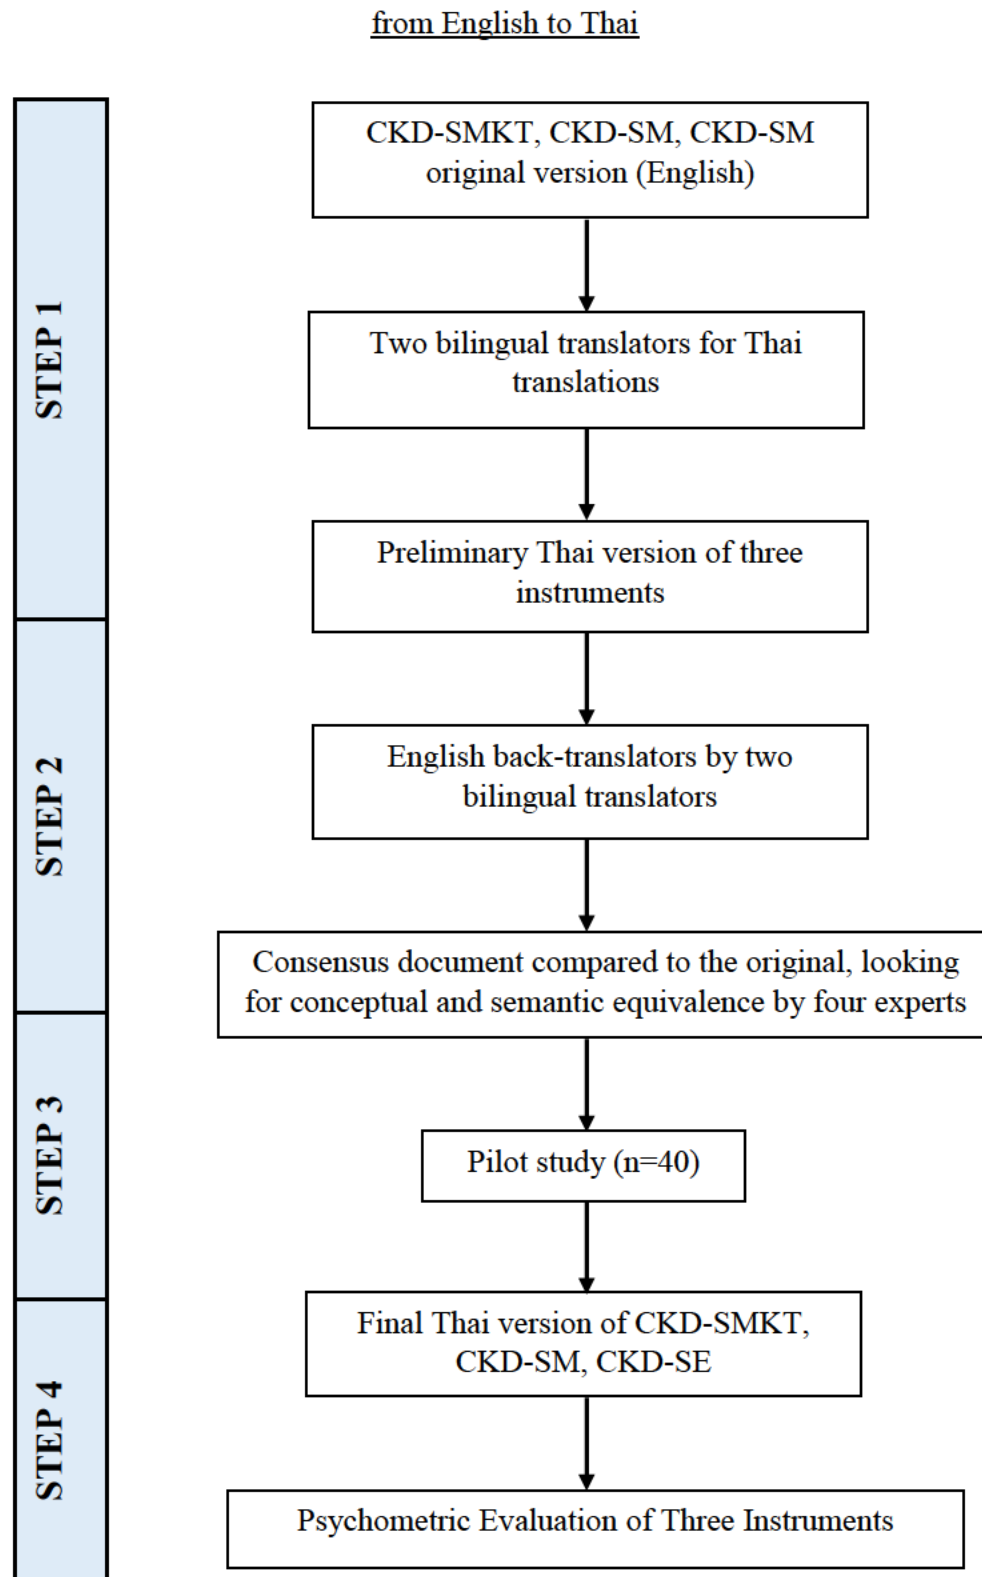 from English to Thai
STEP 1
CKD-SMKT, CKD-SM, CKD-SM
original version (English)
Two bilingual translators for Thai
translations
Preliminary Thai version of three
instruments
STEP 2
English back-translators by two
bilingual translators
Consensus document compared to the original, looking
for conceptual and semantic equivalence by four experts
STEP 3
Pilot study (n=40)
STEP 4
Final Thai version of CKD-SMKT,
CKD-SM, CKD-SE
Psychometric Evaluation of Three Instruments